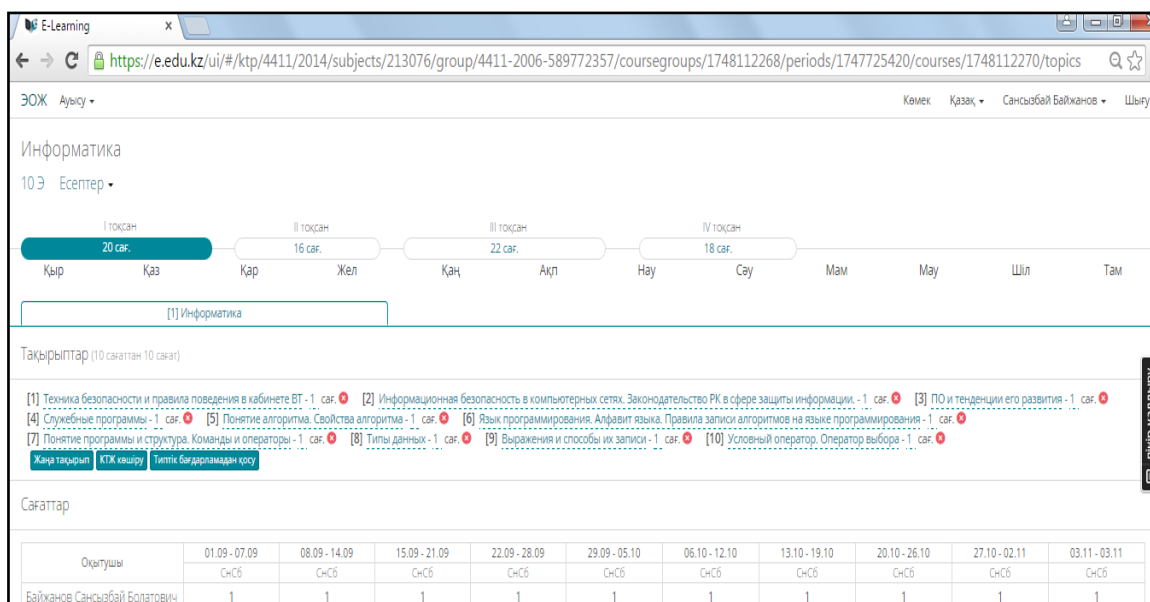 E-Learning
https://e.edu.kz/ui/#/ktp/4411/2014/subjects/213076/group/4411-2006-589772357/coursegroups/1748112268/periods/1747725420/courses/1748112270/topics
ЭОЖ Ауысу Көмек Қазақ Сансызбай Байжанов Шығу
Информатика
10 Э Есептер
I тоқсан II тоқсан III тоқсан IV тоқсан
20 сағ. 16 сағ. 22 сағ. 18 сағ.
Қыр Қаз Қар Жел Қаң Ақп Нау Сәу Мам Мау Шіл Там
[1] Информатика
Тақырыптар (10 сағаттан 10 сағат)
[1] Техника безопасности и правила поведения в кабинете ВТ - 1 сағ. [2] Информационная безопасность в компьютерных сетях. Законодательство РК в сфере защиты информации. - 1 сағ. [3] ПО и тенденции его развития - 1 сағ.
[4] Служебные программы - 1 сағ. [5] Понятие алгоритма. Свойства алгоритма - 1 сағ. [6] Язык программирования. Алфавит языка. Правила записи алгоритмов на языке программирования - 1 сағ.
[7] Понятие программы и структура. Команды и операторы - 1 сағ. [8] Типы данных - 1 сағ. [9] Выражения и способы их записи - 1 сағ. [10] Условный оператор. Оператор выбора - 1 сағ.
Жаңа тақырып КТЖ көшіру Типтік бағдарламадан қосу
Сағаттар
Оқытушы 01.09 - 07.09 08.09 - 14.09 15.09 - 21.09 22.09 - 28.09 29.09 - 05.10 06.10 - 12.10 13.10 - 19.10 20.10 - 26.10 27.10 - 02.11 03.11 - 03.11
СнСб СнСб СнСб СнСб СнСб СнСб СнСб СнСб СнСб СнСб
Байжанов Сансызбай Болатович 1 1 1 1 1 1 1 1 1 1